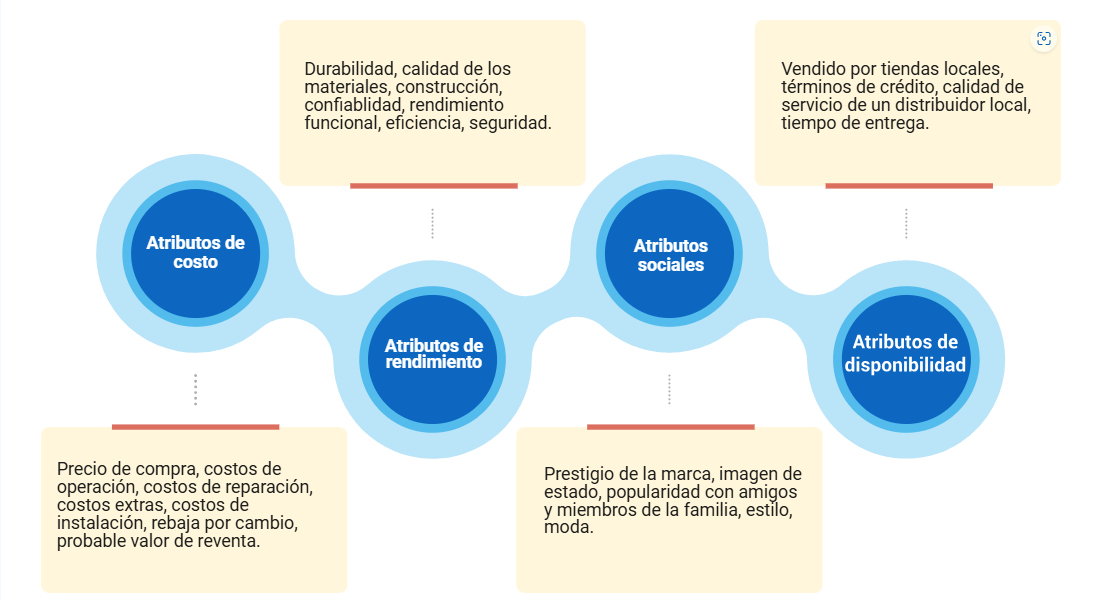 Durabilidad, calidad de los
materiales, construcción,
confiablidad, rendimiento
funcional, eficiencia, seguridad.
Vendido por tiendas locales,
términos de crédito, calidad de
servicio de un distribuidor local,
tiempo de entrega.
Atributos de
costo
Atributos de
rendimiento
Atributos
sociales
Atributos de
disponibilidad
Precio de compra, costos de
operación, costos de reparación,
costos extras, costos de
instalación, rebaja por cambio,
probable valor de reventa.
Prestigio de la marca, imagen de
estado, popularidad con amigos
y miembros de la familia, estilo,
moda.